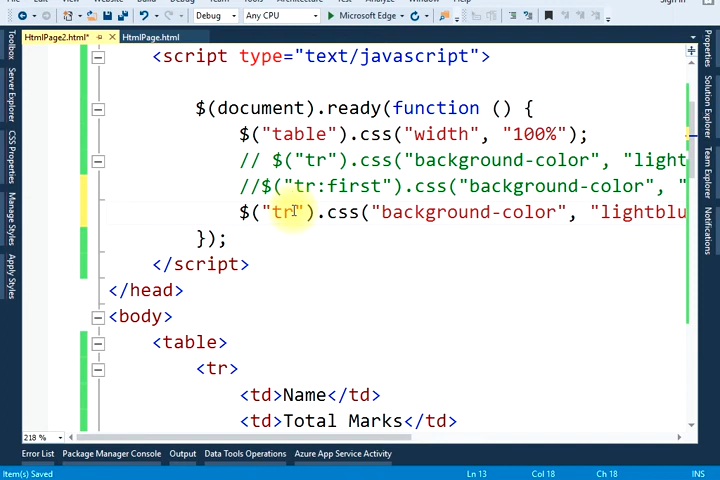 Debug Any CPU Microsoft Edge
HtmlPage2.html* HtmlPage.html
Toolbox
Server Explorer
CSS Properties
Manage Styles
Apply Styles
<script type="text/javascript">
$(document).ready(function () {
$("table").css("width", "100%");
// $("tr").css("background-color", "light
//$("tr:first").css("background-color", "
$("tr").css("background-color", "lightblu
});
</script>
</head>
<body>
<table>
<tr>
<td>Name</td>
<td>Total Marks</td>
Properties
Solution Explorer
Team Explorer
Notifications
218 %
Error List Package Manager Console Output Data Tools Operations Azure App Service Activity
Item(s) Saved Ln 13 Col 18 Ch 18 INS